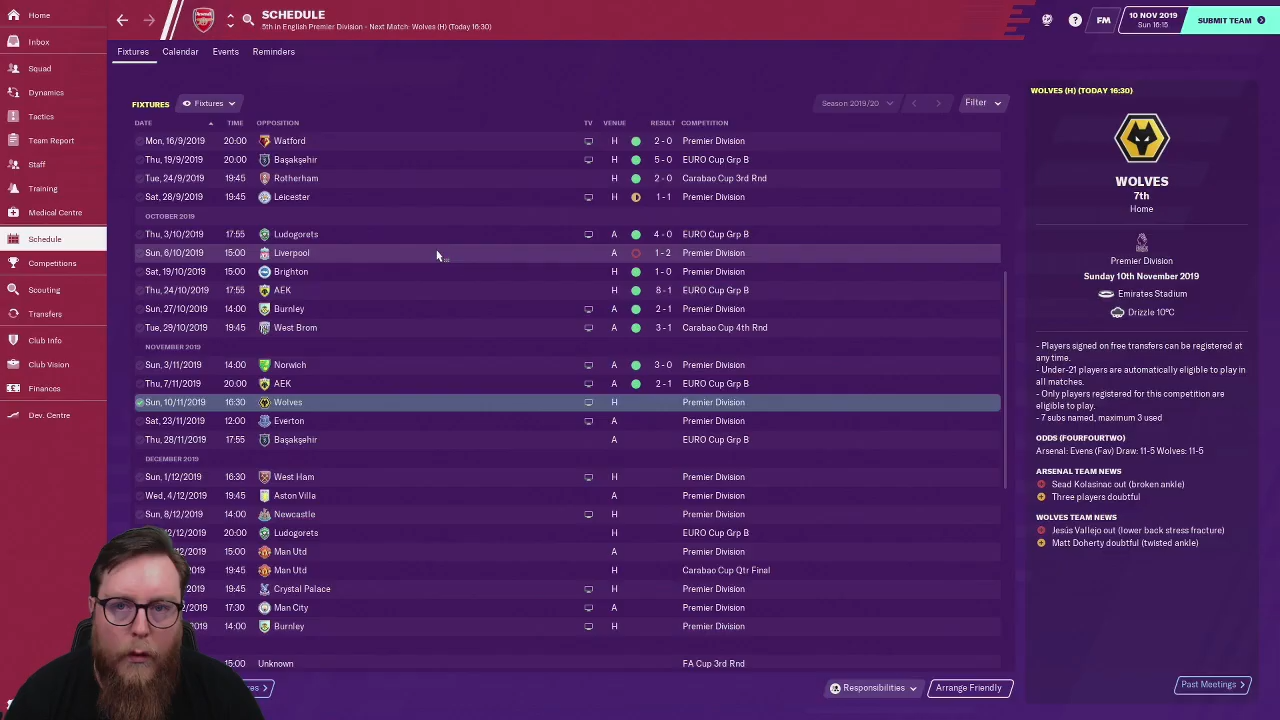 Home
SCHEDULE
5th in English Premier Division - Next Match: Wolves (H) (Today 16:30)
FM
10 NOV 2019
Sun 16:15
SUBMIT TEAM
Inbox
Squad
Dynamics
Tactics
Team Report
Staff
Training
Medical Centre
Schedule
Competitions
Scouting
Transfers
Club Info
Club Vision
Finances
Dev. Centre
Fixtures Calendar Events Reminders
FIXTURES Fixtures Season 2019/20 Filter
DATE TIME OPPOSITION TV VENUE RESULT COMPETITION
Mon, 16/9/2019 20:00 Watford H 2 - 0 Premier Division
Thu, 19/9/2019 20:00 Başakşehir H 5 - 0 EURO Cup Grp B
Tue, 24/9/2019 19:45 Rotherham H 2 - 0 Carabao Cup 3rd Rnd
Sat, 28/9/2019 19:45 Leicester H 1 - 1 Premier Division
OCTOBER 2019
Thu, 3/10/2019 17:55 Ludogorets A 4 - 0 EURO Cup Grp B
Sun, 6/10/2019 15:00 Liverpool A 1 - 2 Premier Division
Sat, 19/10/2019 15:00 Brighton H 1 - 0 Premier Division
Thu, 24/10/2019 17:55 AEK H 8 - 1 EURO Cup Grp B
Sun, 27/10/2019 14:00 Burnley A 2 - 1 Premier Division
Tue, 29/10/2019 19:45 West Brom A 3 - 1 Carabao Cup 4th Rnd
NOVEMBER 2019
Sun, 3/11/2019 14:00 Norwich A 3 - 0 Premier Division
Thu, 7/11/2019 20:00 AEK A 2 - 1 EURO Cup Grp B
Sun, 10/11/2019 16:30 Wolves H Premier Division
Sat, 23/11/2019 12:00 Everton A Premier Division
Thu, 28/11/2019 17:55 Başakşehir A EURO Cup Grp B
DECEMBER 2019
Sun, 1/12/2019 16:30 West Ham H Premier Division
Wed, 4/12/2019 19:45 Aston Villa A Premier Division
Sun, 8/12/2019 14:00 Newcastle H Premier Division
12/12/2019 20:00 Ludogorets H EURO Cup Grp B
/12/2019 15:00 Man Utd A Premier Division
/12/2019 19:45 Man Utd H Carabao Cup Qtr Final
/2019 19:45 Crystal Palace H Premier Division
/2019 17:30 Man City A Premier Division
/2019 14:00 Burnley H Premier Division
15:00 Unknown FA Cup 3rd Rnd
Responsibilities Arrange Friendly
WOLVES (H) (TODAY 16:30)
WOLVES
7th
Home
Premier Division
Sunday 10th November 2019
Emirates Stadium
Drizzle 10°C
- Players signed on free transfers can be registered at
any time.
- Under-21 players are automatically eligible to play in
all matches.
- Only players registered for this competition are
eligible to play.
- 7 subs named, maximum 3 used
ODDS (FOURFOURTWO)
Arsenal: Evens (Fav) Draw: 11-5 Wolves: 11-5
ARSENAL TEAM NEWS
Sead Kolasinac out (broken ankle)
Three players doubtful
WOLVES TEAM NEWS
Jesús Vallejo out (lower back stress fracture)
Matt Doherty doubtful (twisted ankle)
Past Meetings